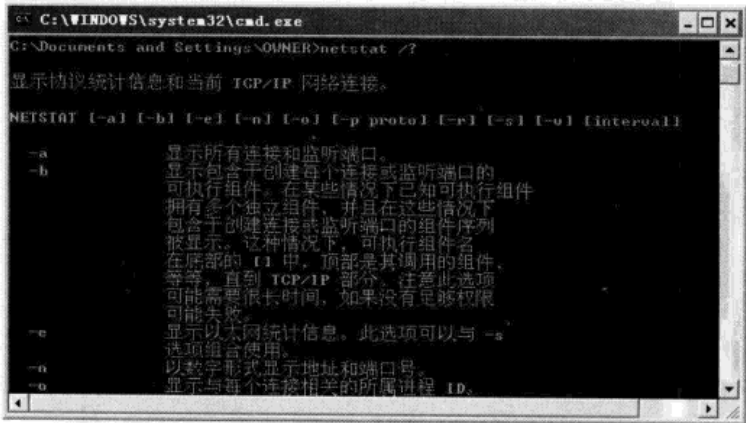 C:\WINDOWS\system32\cmd.exe
C:\Documents and Settings\OWNER>netstat /?
显示协议统计信息和当前 TCP/IP 网络连接。
NETSTAT [-a] [-b] [-e] [-n] [-o] [-p proto] [-r] [-s] [-v] [interval]
-a 显示所有连接和监听端口。
-b 显示包含于创建每个连接或监听端口的
可执行组件。在某些情况下已知可执行组件
拥有多个独立组件，并且在这些情况下
包含于创建连接或监听端口的组件序列
被显示。这种情况下，可执行组件名
在底部的 [] 中，顶部是其调用的组件，
等等，直到 TCP/IP 部分。注意此选项
可能需要很长时间，如果没有足够权限
可能失败。
-e 显示以太网统计信息。此选项可以与 -s
选项组合使用。
-n 以数字形式显示地址和端口号。
-o 显示与每个连接相关的所属进程 ID。